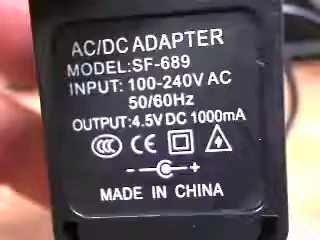 AC/DC ADAPTER
MODEL:SF-689
INPUT: 100-240V AC
50/60Hz
OUTPUT:4.5V DC 1000mA
CCC CE
- +
MADE IN CHINA